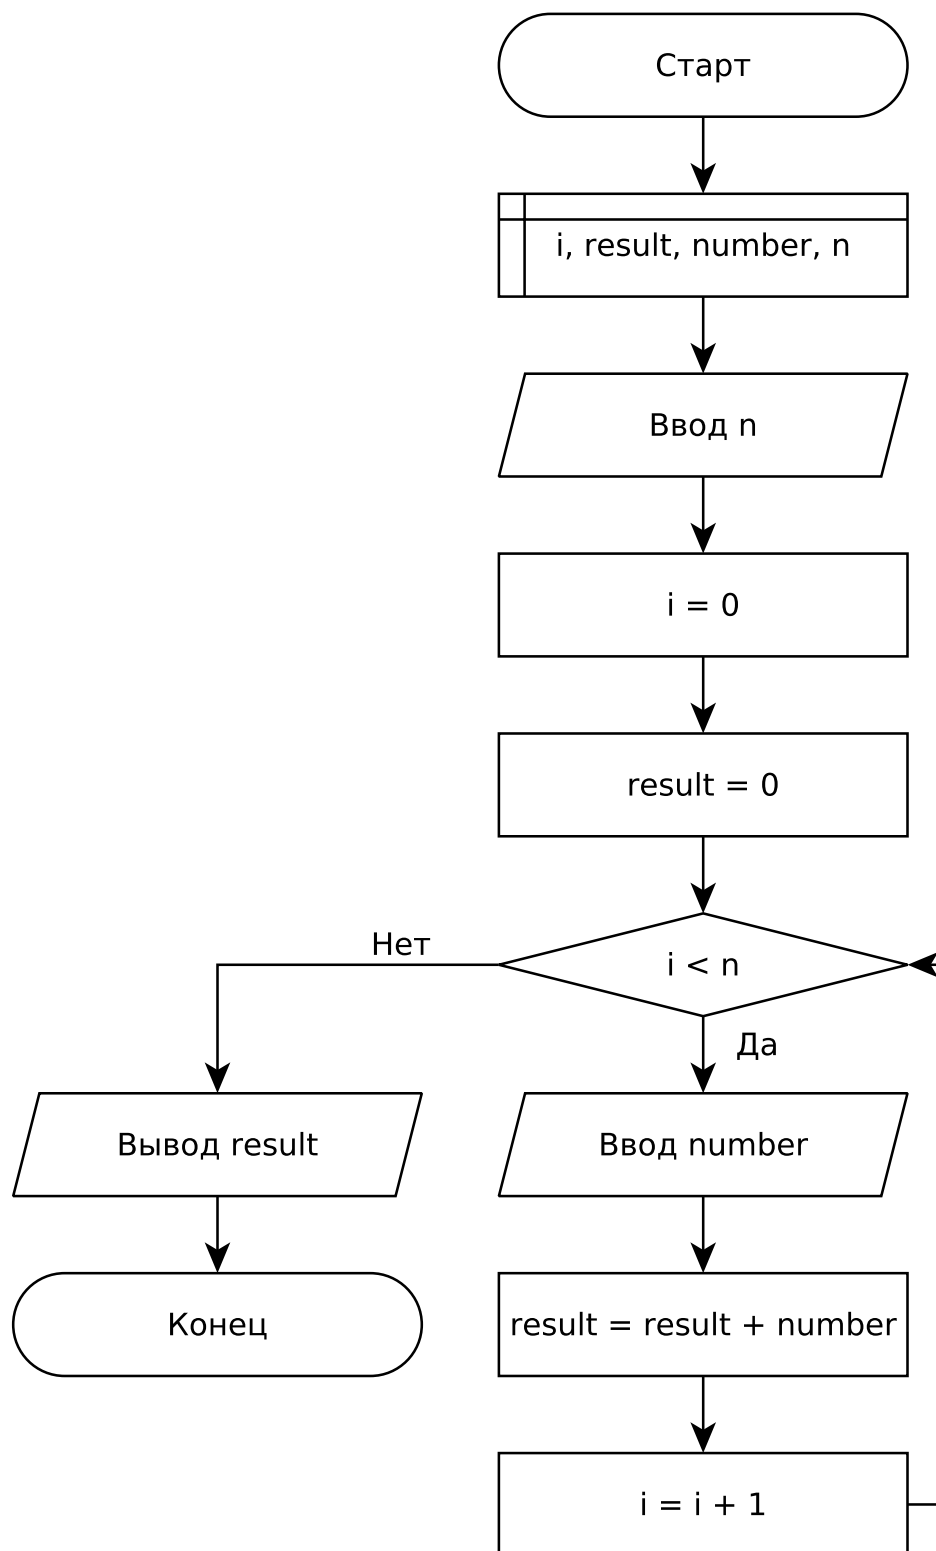 Старт
i, result, number, n
Ввод n
i = 0
result = 0
i < n
Нет
Да
Вывод result
Ввод number
Конец
result = result + number
i = i + 1